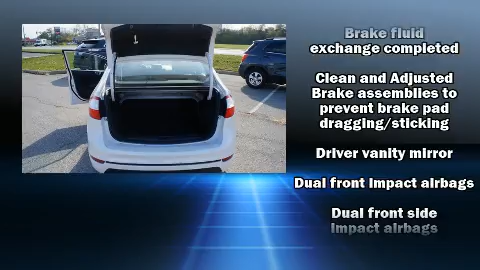 Brake fluid
exchange completed
Clean and Adjusted
Brake assemblies to
prevent brake pad
dragging/sticking
Driver vanity mirror
Dual front impact airbags
Dual front side
impact airbags